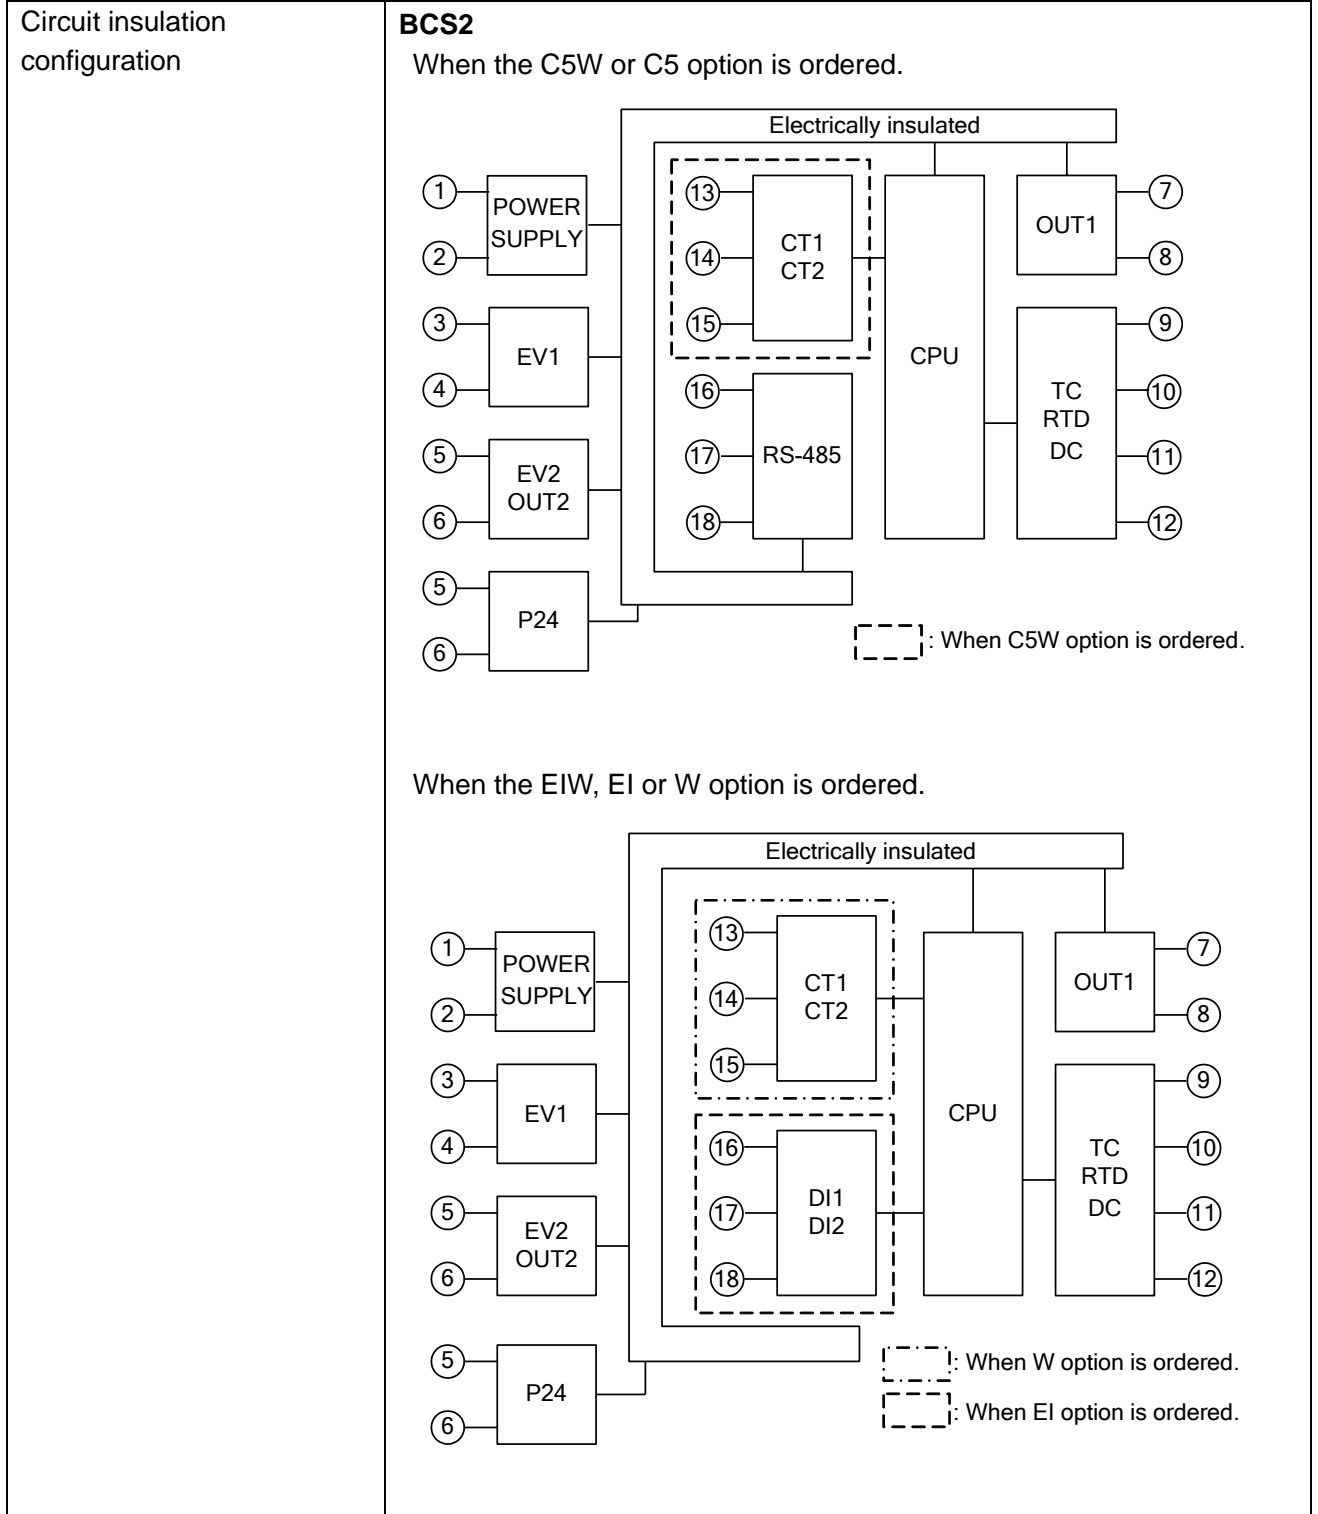 Circuit insulation
configuration
BCS2
When the C5W or C5 option is ordered.
Electrically insulated
1
POWER
SUPPLY
2
3
EV1
4
5
EV2
OUT2
6
5
P24
6
13
14
15
CT1
CT2
16
17
18
RS-485
CPU
OUT1
7
8
TC
RTD
DC
9
10
11
12
: When C5W option is ordered.
When the EIW, EI or W option is ordered.
Electrically insulated
1
POWER
SUPPLY
2
3
EV1
4
5
EV2
OUT2
6
5
P24
6
13
14
15
CT1
CT2
16
17
18
DI1
DI2
CPU
OUT1
7
8
TC
RTD
DC
9
10
11
12
: When W option is ordered.
: When EI option is ordered.